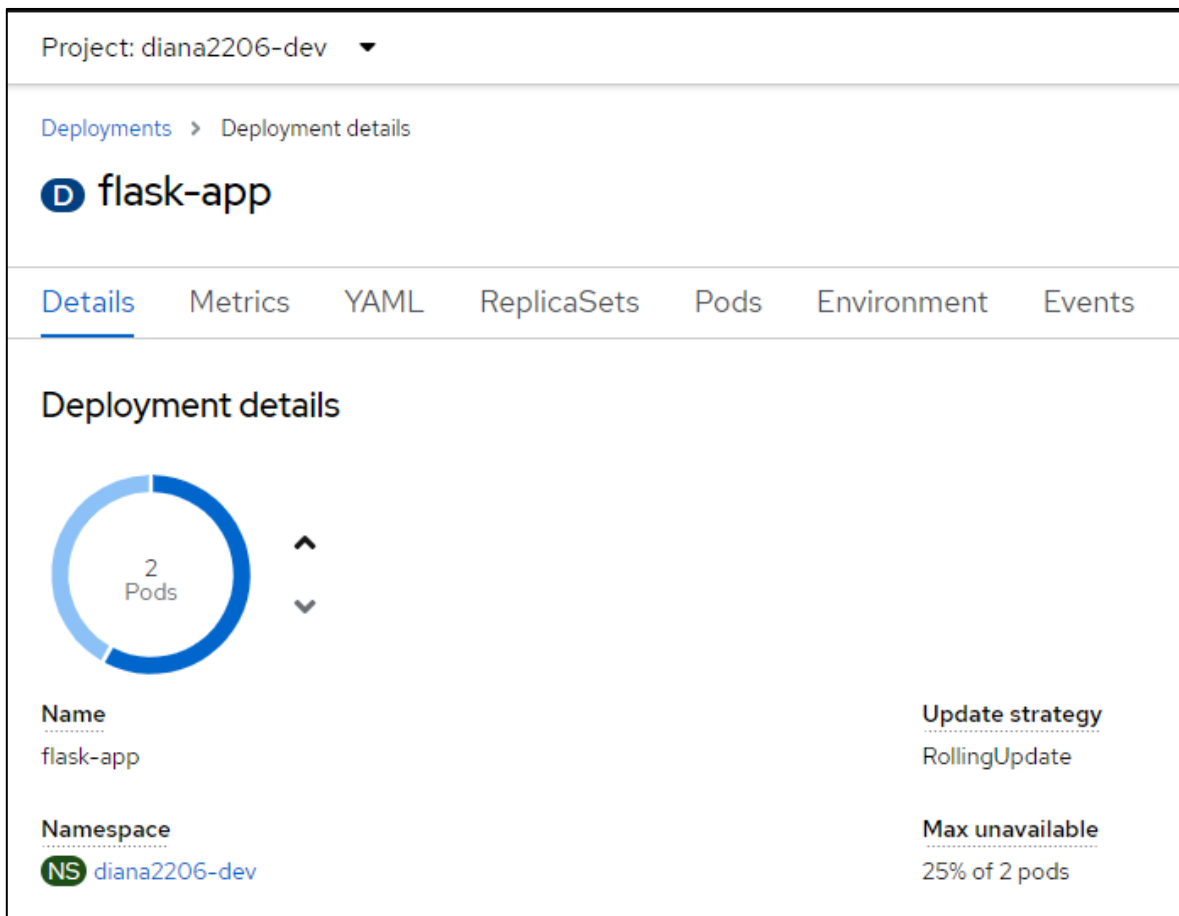 Project: diana2206-dev
Deployments > Deployment details
D flask-app
Details Metrics YAML ReplicaSets Pods Environment Events
Deployment details
2
Pods
Name
flask-app
Update strategy
RollingUpdate
Namespace
NS diana2206-dev
Max unavailable
25% of 2 pods